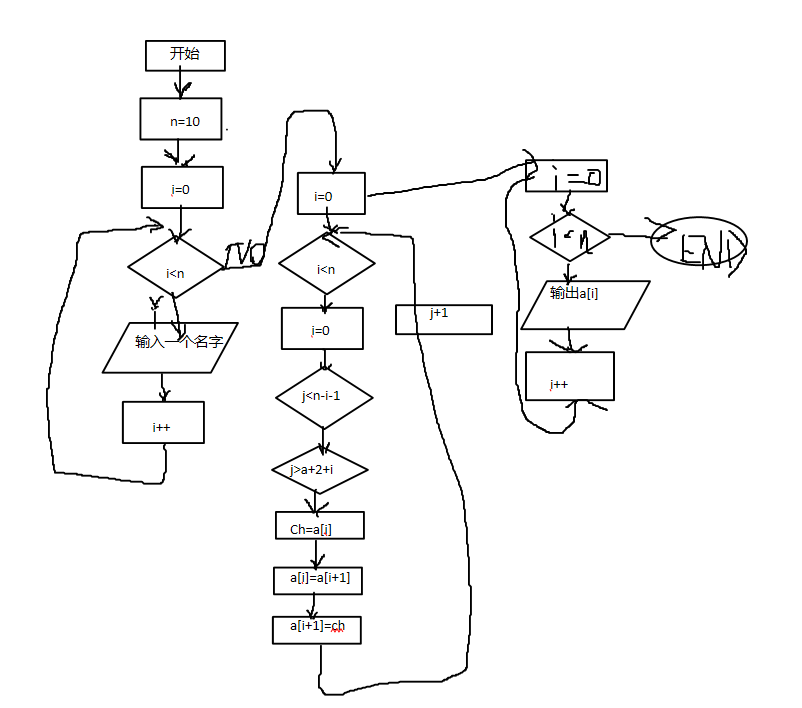 开始
n=10
i=0
i<n
NO
y
输入一个名字
i++
i=0
i<n
i=0
j<n-i-1
j>a+2+i
Ch=a[i]
a[j]=a[i+1]
a[i+1]=ch
j+1
i=0
i<n
END
输出a[i]
i++